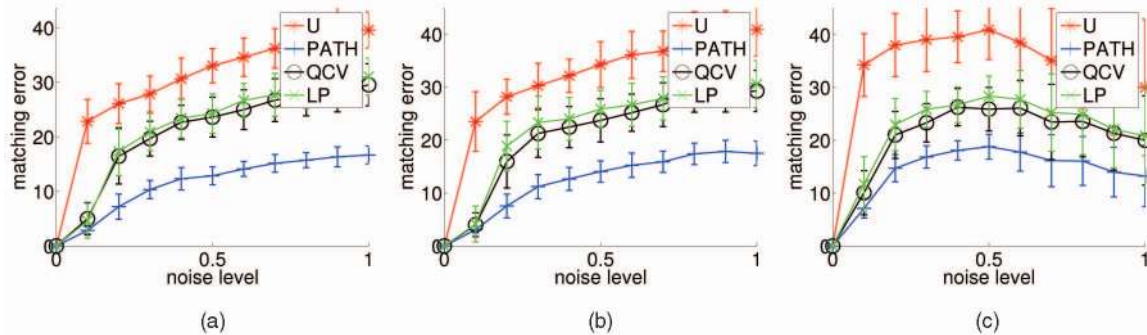 40
30
20
10
0
matching error
U
PATH
QCV
LP
0
0.5
1
noise level
(a)
40
30
20
10
0
matching error
U
PATH
QCV
LP
0
0.5
1
noise level
(b)
40
30
20
10
0
matching error
U
PATH
QCV
LP
0
0.5
1
noise level
(c)